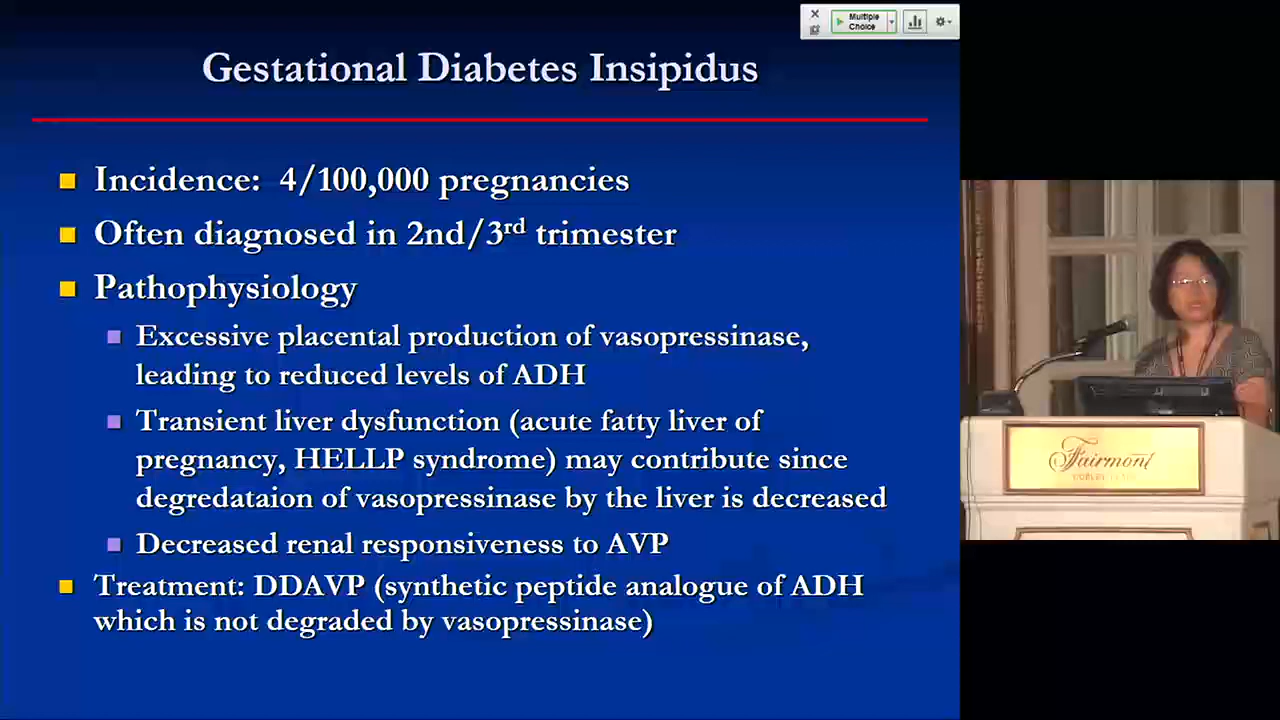 Multiple
Choice
Gestational Diabetes Insipidus
Incidence: 4/100,000 pregnancies
Often diagnosed in 2nd/3rd trimester
Pathophysiology
Excessive placental production of vasopressinase,
leading to reduced levels of ADH
Transient liver dysfunction (acute fatty liver of
pregnancy, HELLP syndrome) may contribute since
degredataion of vasopressinase by the liver is decreased
Decreased renal responsiveness to AVP
Treatment: DDAVP (synthetic peptide analogue of ADH
which is not degraded by vasopressinase)
Fairmont